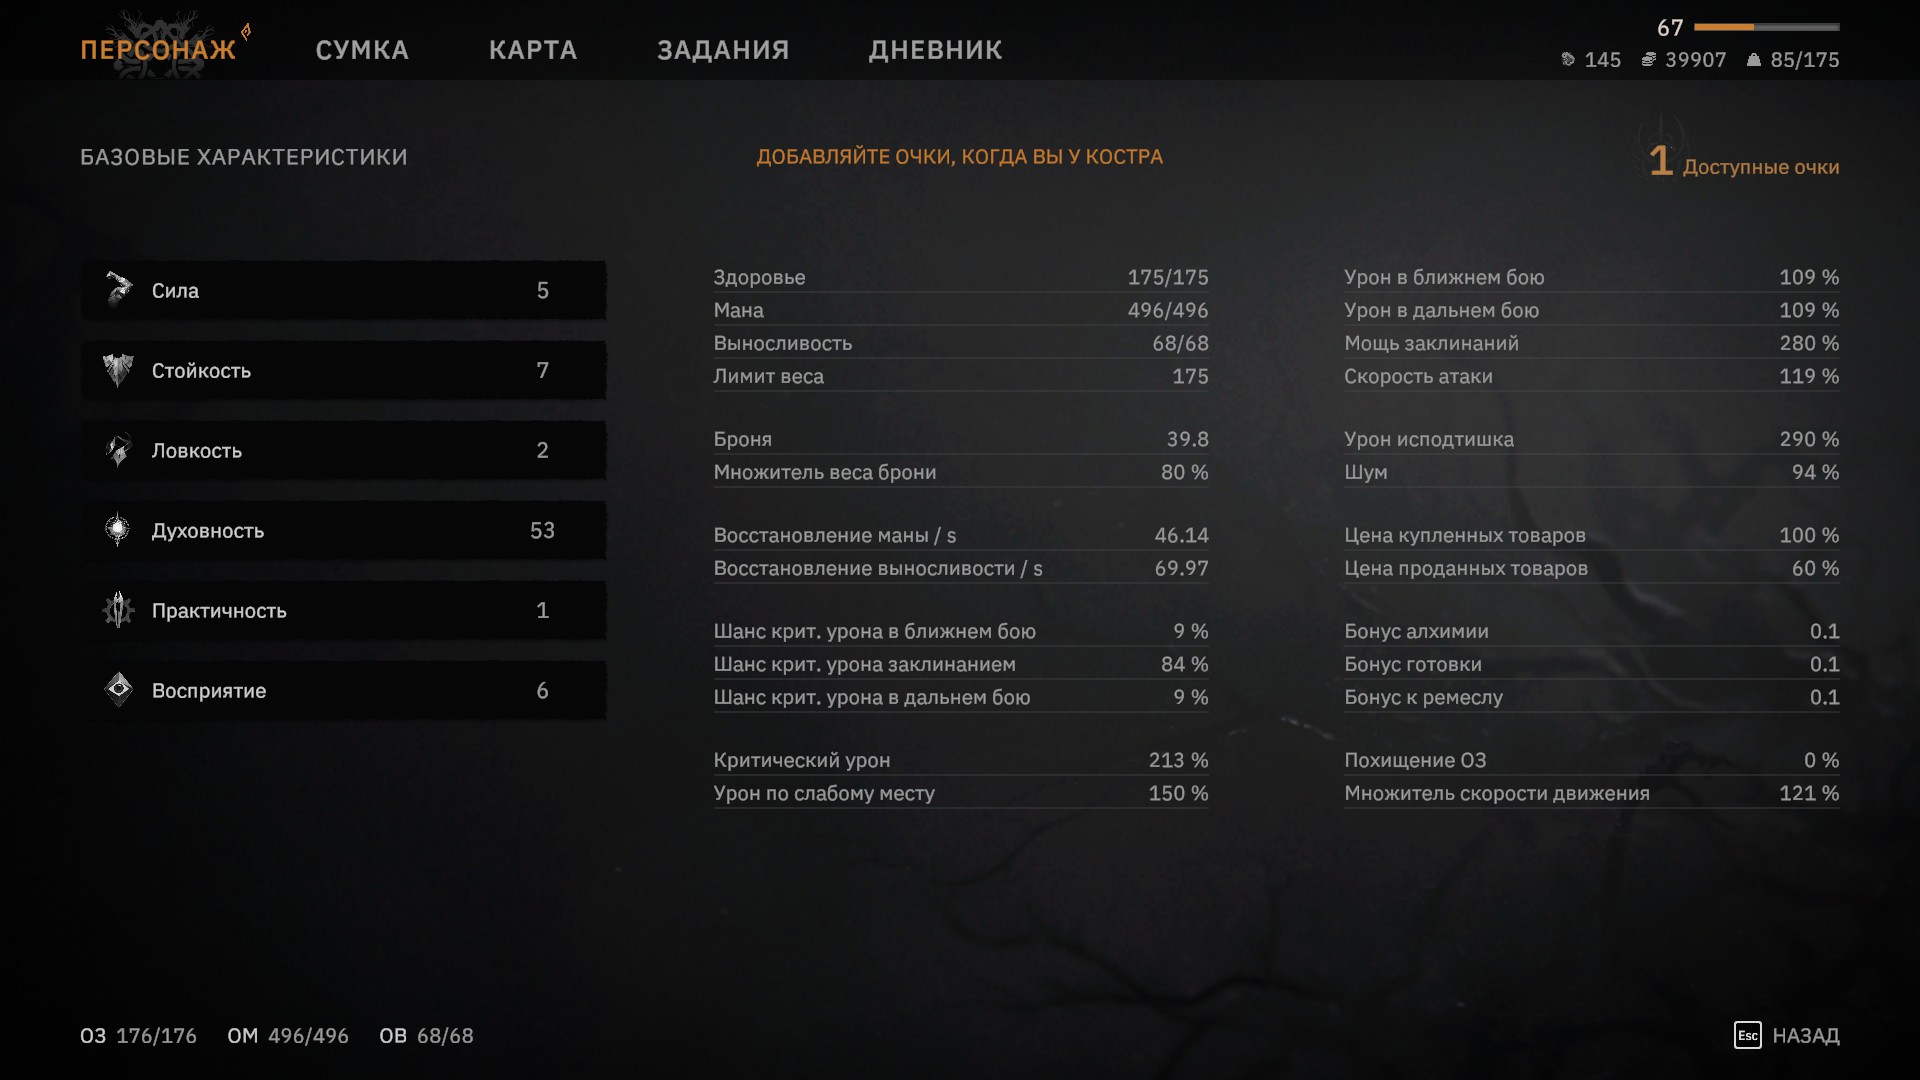 ПЕРСОНАЖ СУМКА КАРТА ЗАДАНИЯ ДНЕВНИК
67
145 39907 85/175
БАЗОВЫЕ ХАРАКТЕРИСТИКИ
ДОБАВЛЯЙТЕ ОЧКИ, КОГДА ВЫ У КОСТРА
1 Доступные очки
Сила 5
Стойкость 7
Ловкость 2
Духовность 53
Практичность 1
Восприятие 6
Здоровье 175/175
Мана 496/496
Выносливость 68/68
Лимит веса 175
Броня 39.8
Множитель веса брони 80 %
Восстановление маны / s 46.14
Восстановление выносливости / s 69.97
Шанс крит. урона в ближнем бою 9 %
Шанс крит. урона заклинанием 84 %
Шанс крит. урона в дальнем бою 9 %
Критический урон 213 %
Урон по слабому месту 150 %
Урон в ближнем бою 109 %
Урон в дальнем бою 109 %
Мощь заклинаний 280 %
Скорость атаки 119 %
Урон исподтишка 290 %
Шум 94 %
Цена купленных товаров 100 %
Цена проданных товаров 60 %
Бонус алхимии 0.1
Бонус готовки 0.1
Бонус к ремеслу 0.1
Похищение ОЗ 0 %
Множитель скорости движения 121 %
ОЗ 176/176 ОМ 496/496 ОВ 68/68
Esc НАЗАД